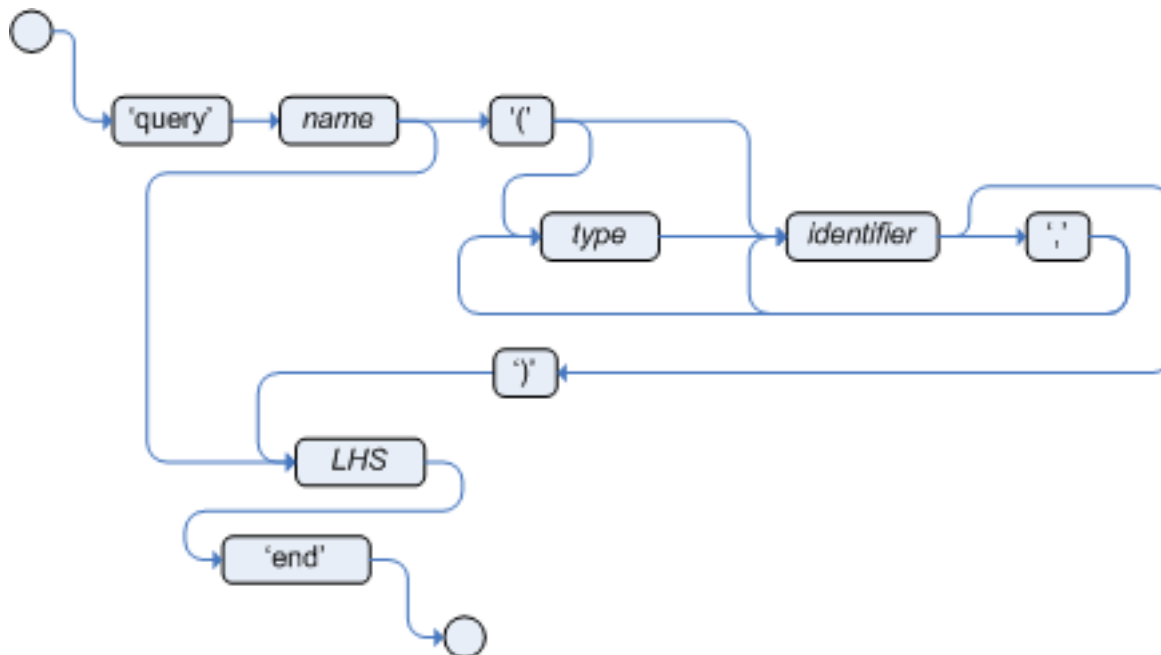 ‘query’ name ‘(’
type identifier ‘,’
‘)’
LHS
‘end’